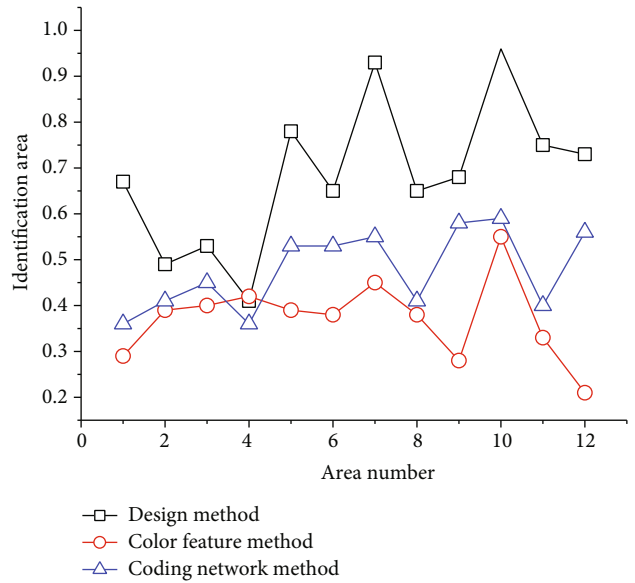 1.0
0.9
0.8
0.7
0.6
0.5
0.4
0.3
0.2
Identification area
0 2 4 6 8 10 12
Area number
Design method
Color feature method
Coding network method